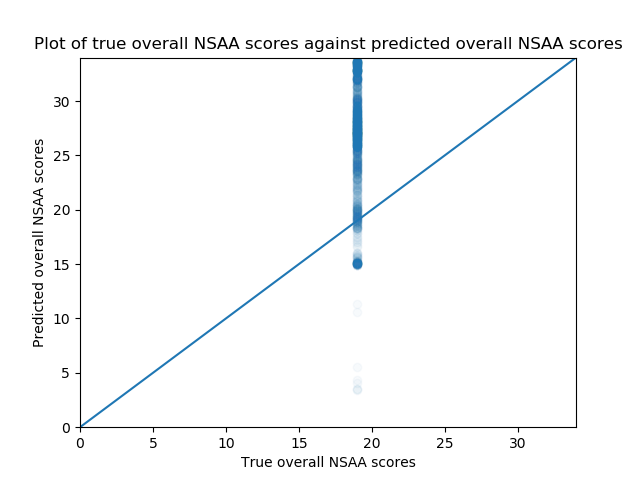 Plot of true overall NSAA scores against predicted overall NSAA scores
30
25
20
15
10
5
0
Predicted overall NSAA scores
0 5 10 15 20 25 30
True overall NSAA scores